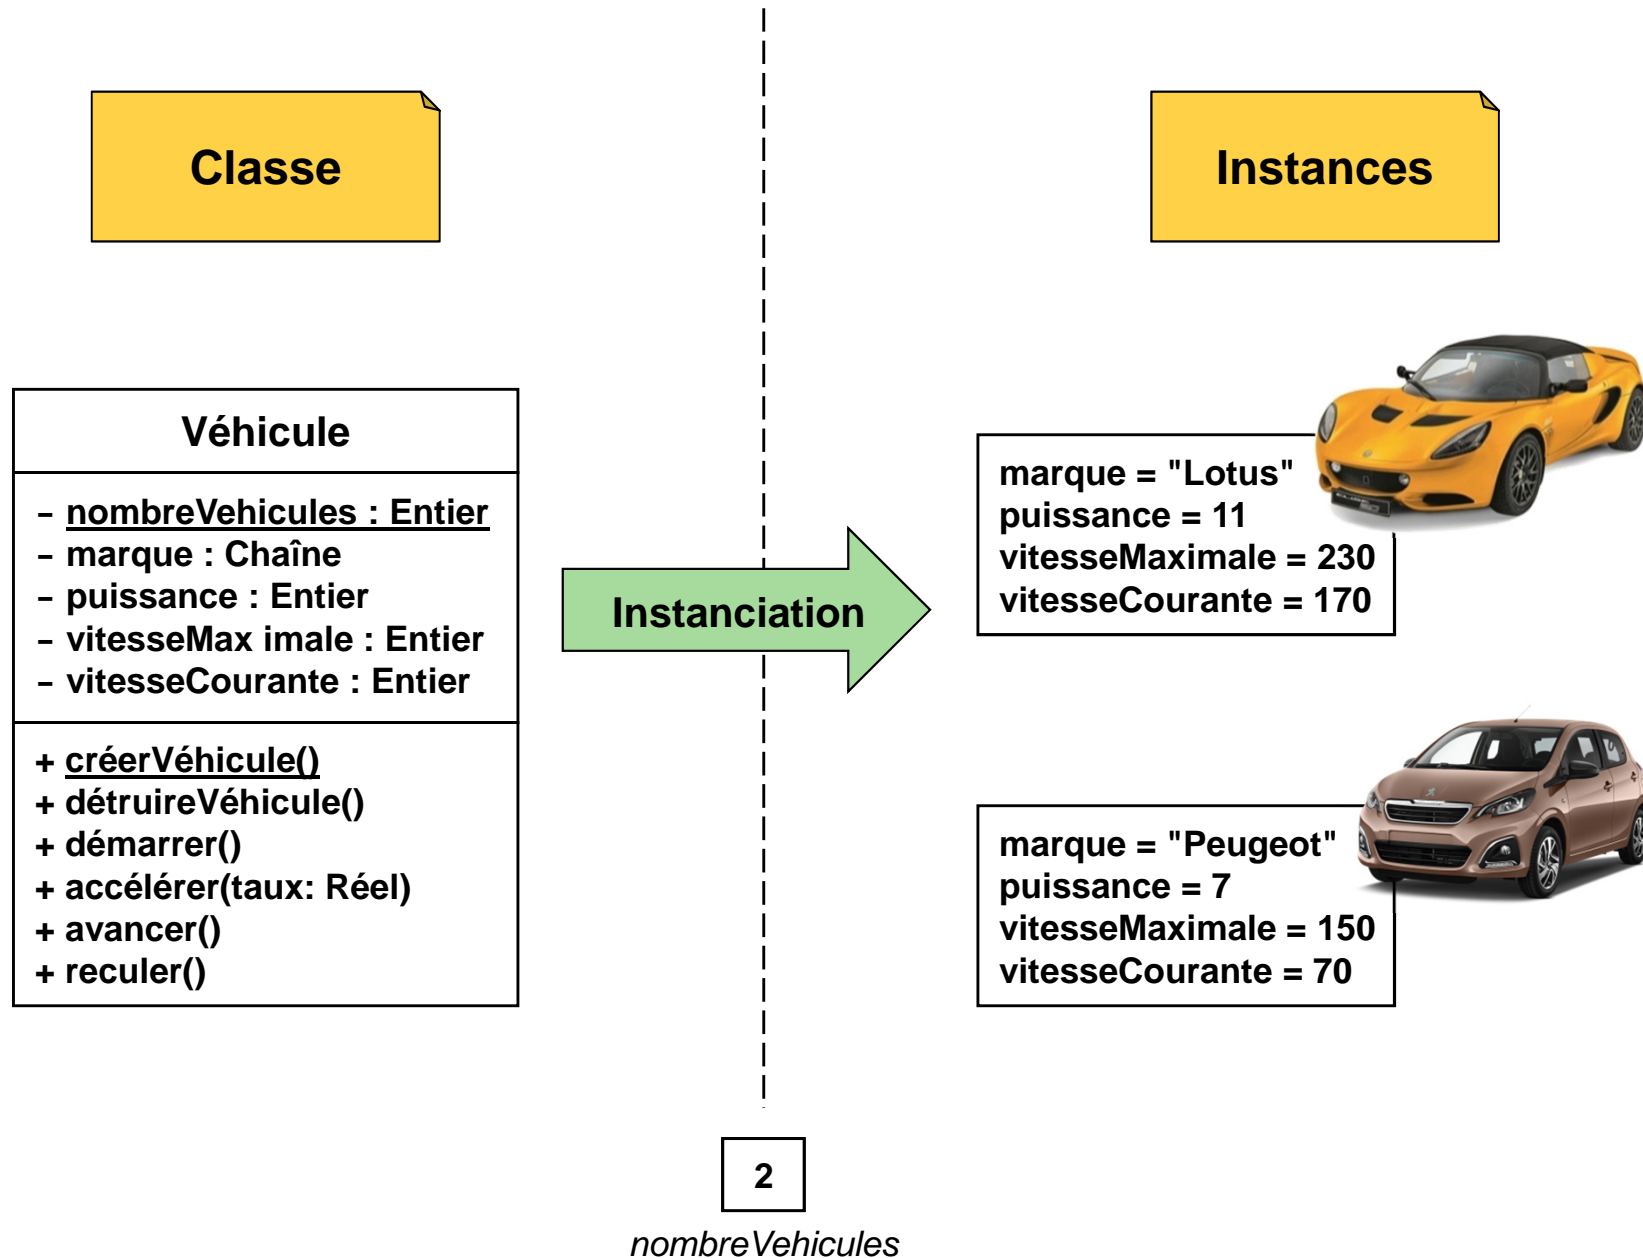 Classe
Instances
Véhicule
– nombreVehicules : Entier
– marque : Chaîne
– puissance : Entier
– vitesseMax imale : Entier
– vitesseCourante : Entier
+ créerVéhicule()
+ détruireVéhicule()
+ démarrer()
+ accélérer(taux: Réel)
+ avancer()
+ reculer()
Instanciation
marque = "Lotus"
puissance = 11
vitesseMaximale = 230
vitesseCourante = 170
marque = "Peugeot"
puissance = 7
vitesseMaximale = 150
vitesseCourante = 70
2
nombreVehicules